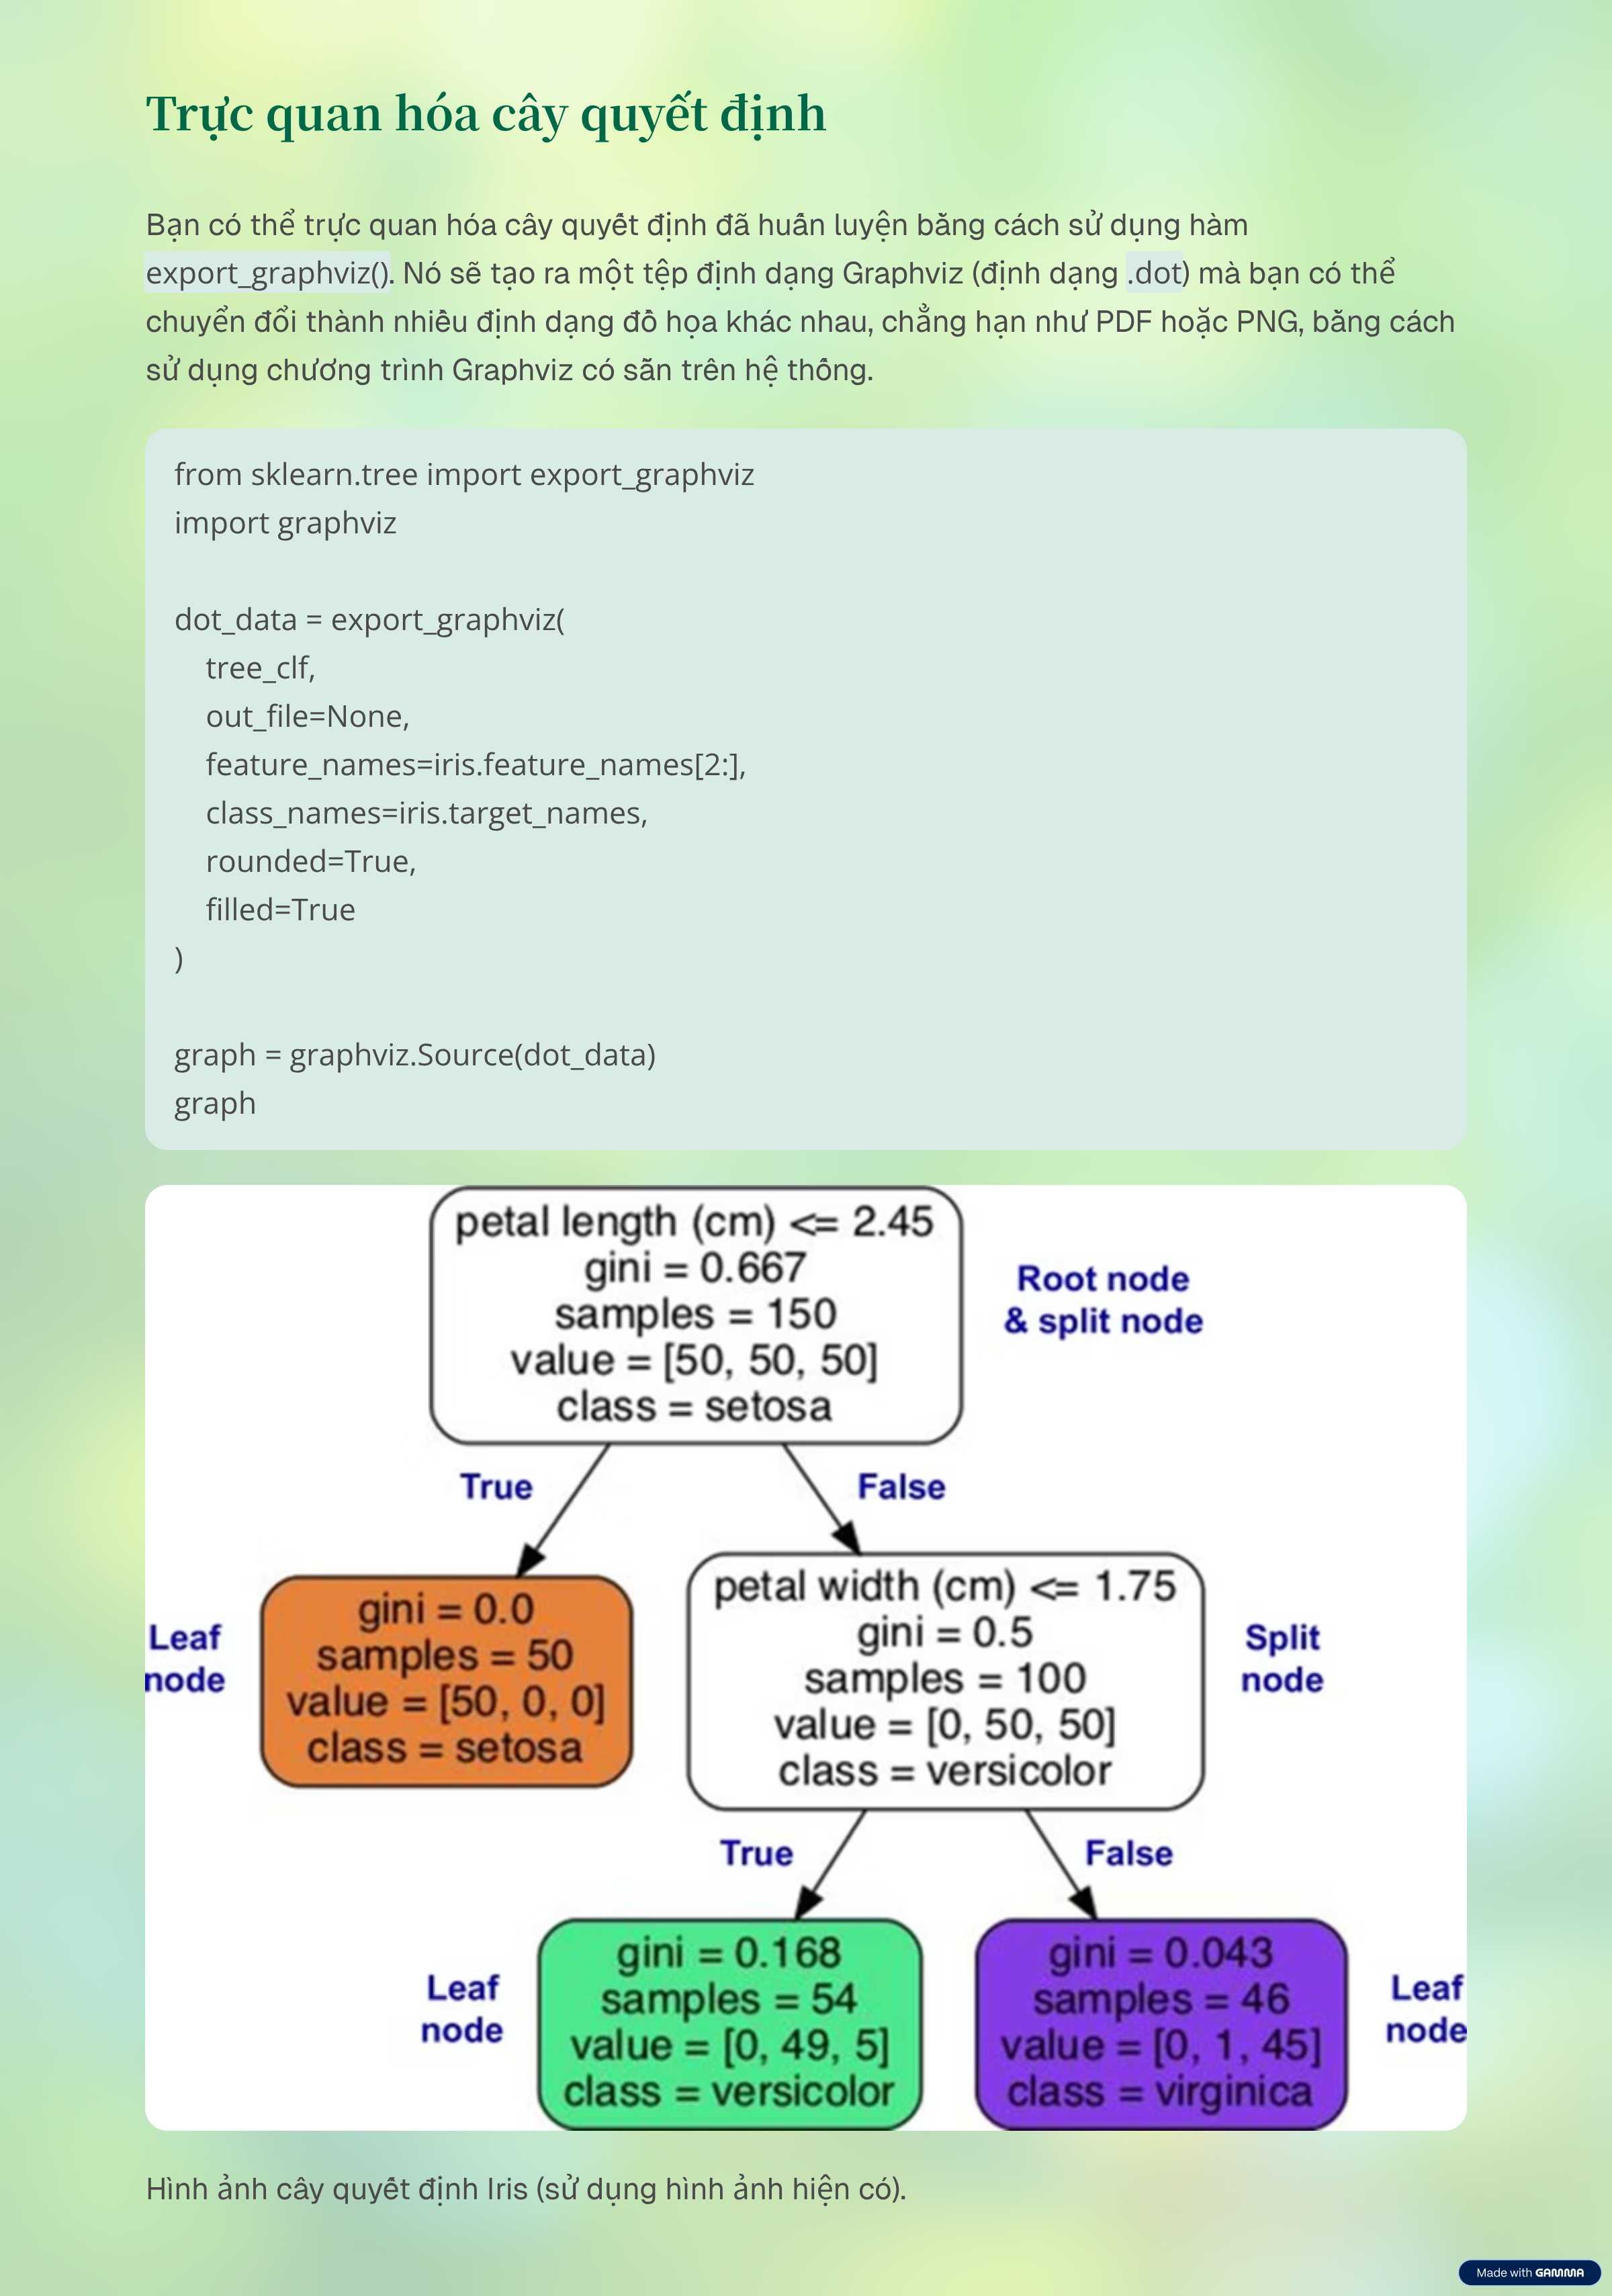 Trực quan hóa cây quyết định
Bạn có thể trực quan hóa cây quyết định đã huấn luyện bằng cách sử dụng hàm
export_graphviz(). Nó sẽ tạo ra một tệp định dạng Graphviz (định dạng .dot) mà bạn có thể
chuyển đổi thành nhiều định dạng đồ họa khác nhau, chẳng hạn như PDF hoặc PNG, bằng cách
sử dụng chương trình Graphviz có sẵn trên hệ thống.
from sklearn.tree import export_graphviz
import graphviz
dot_data = export_graphviz(
tree_clf,
out_file=None,
feature_names=iris.feature_names[2:],
class_names=iris.target_names,
rounded=True,
filled=True
)
graph = graphviz.Source(dot_data)
graph
petal length (cm) <= 2.45
gini = 0.667
samples = 150
value = [50, 50, 50]
class = setosa
Root node
& split node
True
False
Leaf
node
gini = 0.0
samples = 50
value = [50, 0, 0]
class = setosa
petal width (cm) <= 1.75
gini = 0.5
samples = 100
value = [0, 50, 50]
class = versicolor
Split
node
True
False
Leaf
node
gini = 0.168
samples = 54
value = [0, 49, 5]
class = versicolor
gini = 0.043
samples = 46
value = [0, 1, 45]
class = virginica
Leaf
node
Hình ảnh cây quyết định Iris (sử dụng hình ảnh hiện có).
Made with GAMMA